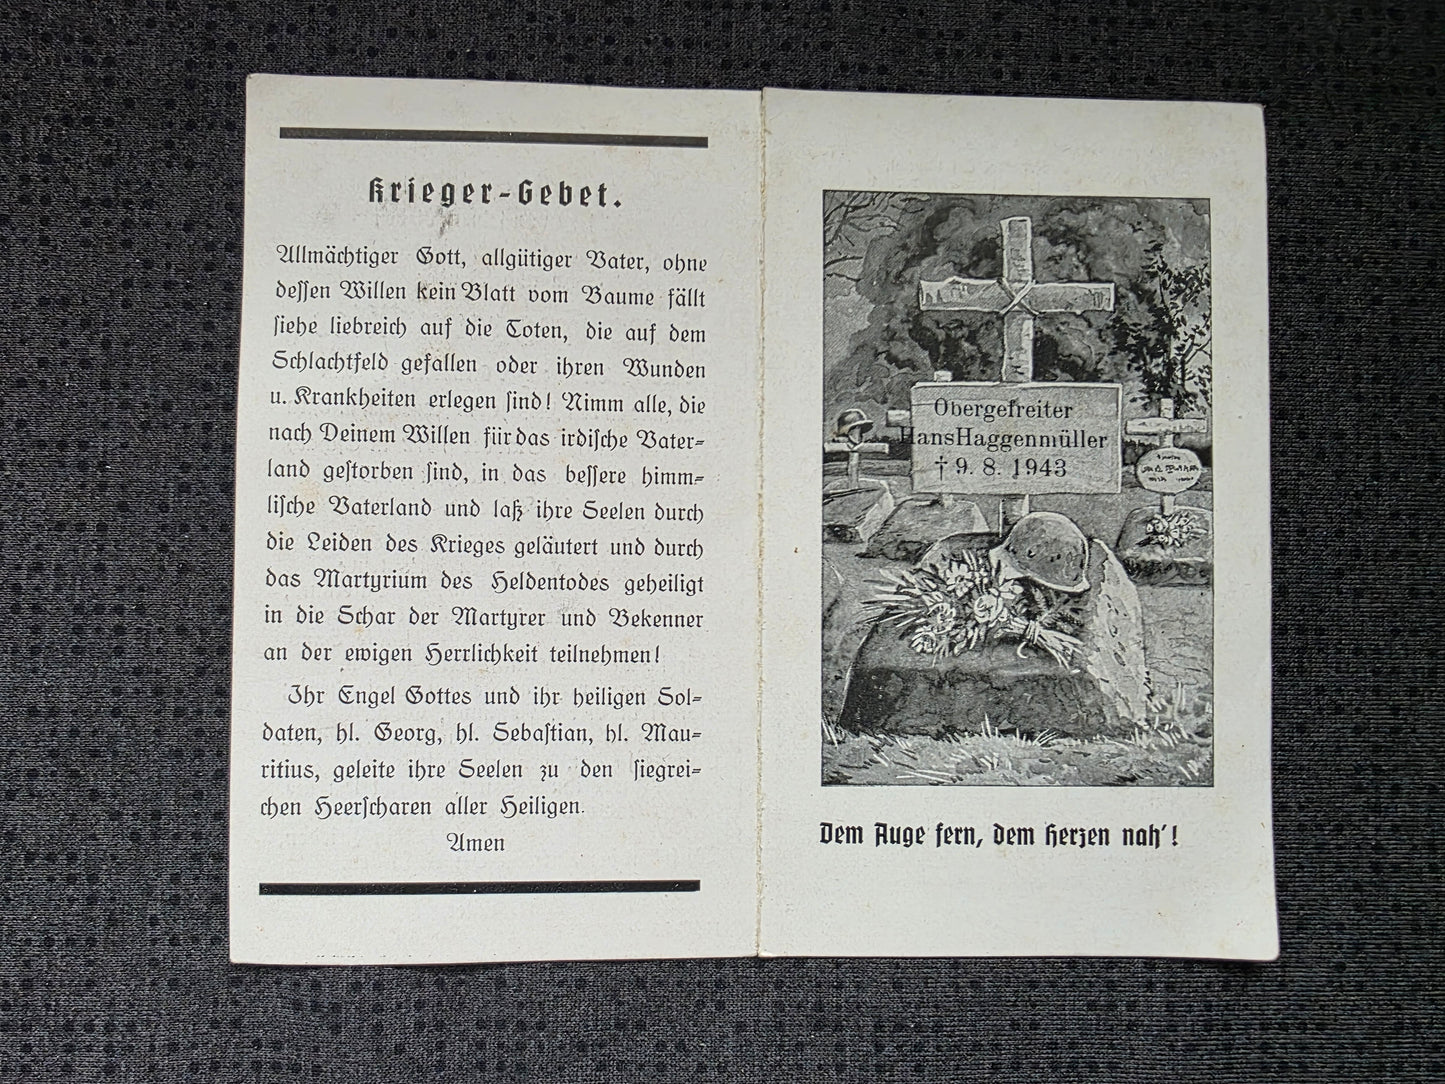 Krieger-Gebet.
Allmächtiger Gott, allgütiger Vater, ohne
dessen Willen kein Blatt vom Baume fällt
siehe liebreich auf die Toten, die auf dem
Schlachtfeld gefallen oder ihren Wunden
u. Krankheiten erlegen sind! Nimm alle, die
nach Deinem Willen für das irdische Vater-
land gestorben sind, in das bessere himm-
lische Vaterland und laß ihre Seelen durch
die Leiden des Krieges geläutert und durch
das Martyrium des Heldentodes geheiligt
in die Schar der Martyrer und Bekenner
an der ewigen Herrlichkeit teilnehmen!
Ihr Engel Gottes und ihr heiligen Sol-
daten, hl. Georg, hl. Sebastian, hl. Mau-
ritius, geleite ihre Seelen zu den siegrei-
chen Heerscharen aller Heiligen.
Amen
Obergefreiter
HansHaggenmüller
† 9. 8. 1943
Dem Auge fern, dem Herzen nah'!